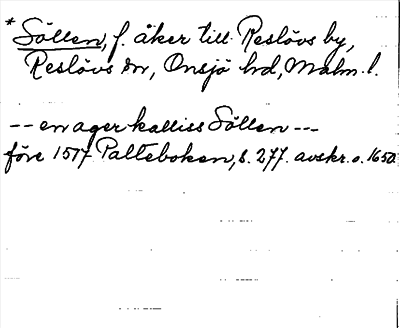 * Söllen, f. åker till Reslövs by,
Reslövs sn, Onsjö hd, Malm. l.
-- en ager kalliss Söllen ---
före 1517 Palteboken, s. 277. avskr. o. 1650.